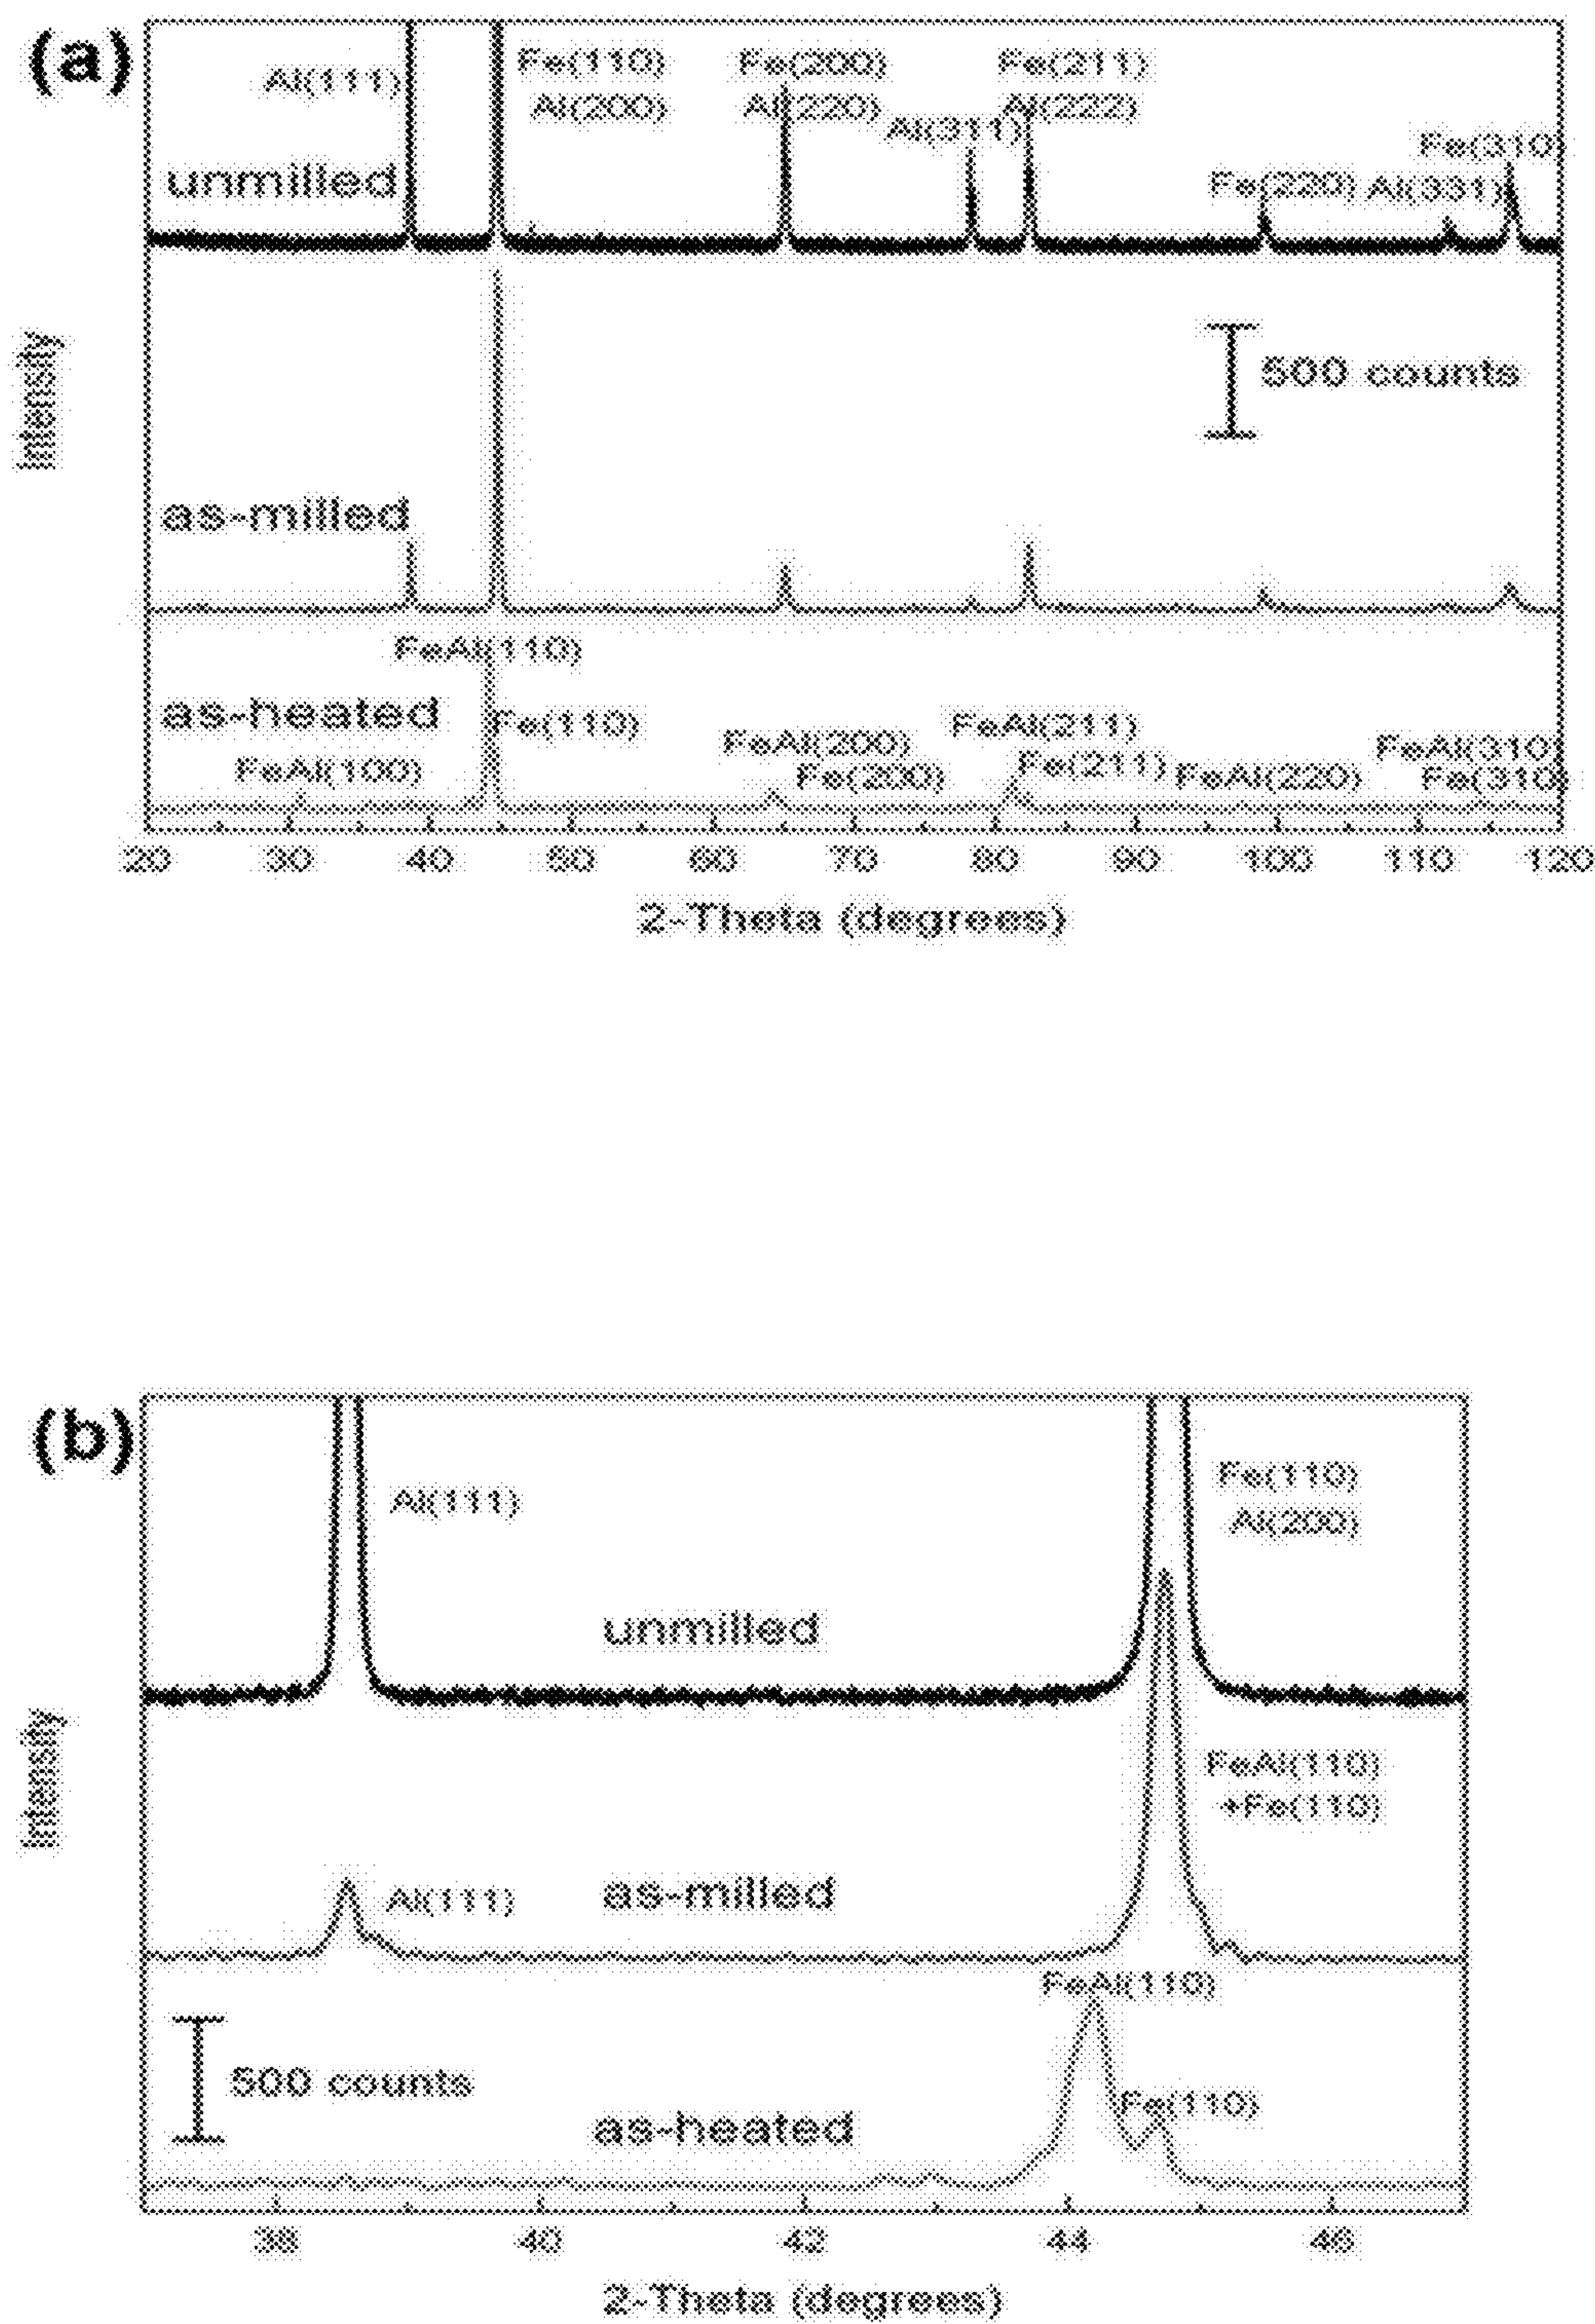 (a)
Al(111)
Fe(110)
Al(200)
Fe(200)
Al(220)
Al(311)
Fe(211)
Al(222)
Fe(220)
Al(331)
Fe(310)
unmilled
500 counts
Intensity
as-milled
FeAl(110)
as-heated
Fe(110)
FeAl(100)
FeAl(200)
Fe(200)
FeAl(211)
Fe(211)
FeAl(220)
FeAl(310)
Fe(310)
20 30 40 50 60 70 80 90 100 110 120
2-Theta (degrees)
(b)
Al(111)
Fe(110)
Al(200)
unmilled
Intensity
FeAl(110)
+Fe(110)
Al(111)
as-milled
FeAl(110)
500 counts
Fe(110)
as-heated
38 40 42 44 46
2-Theta (degrees)